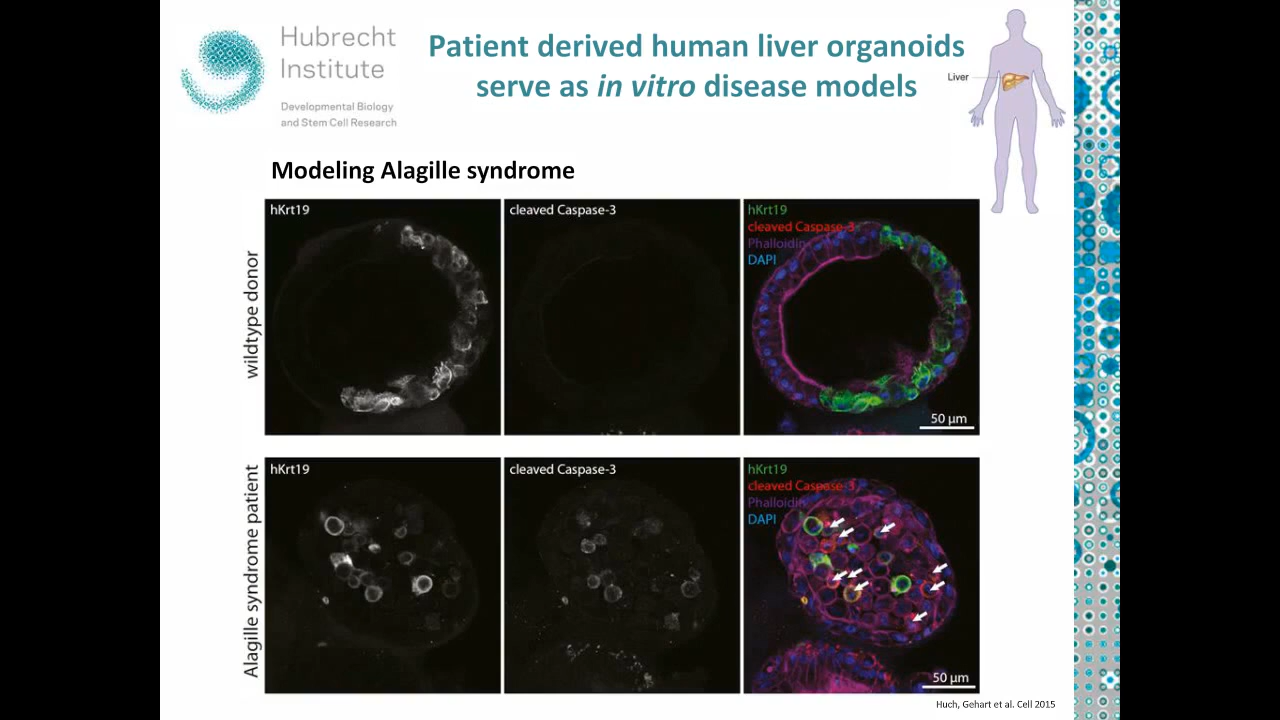 Hubrecht
Institute
Developmental Biology
and Stem Cell Research
Patient derived human liver organoids
serve as in vitro disease models
Liver
Modeling Alagille syndrome
wildtype donor
hKrt19
cleaved Caspase-3
hKrt19
cleaved Caspase-3
Phalloidin
DAPI
50 µm
Alagille syndrome patient
hKrt19
cleaved Caspase-3
hKrt19
cleaved Caspase-3
Phalloidin
DAPI
50 µm
Huch, Gehart et al. Cell 2015